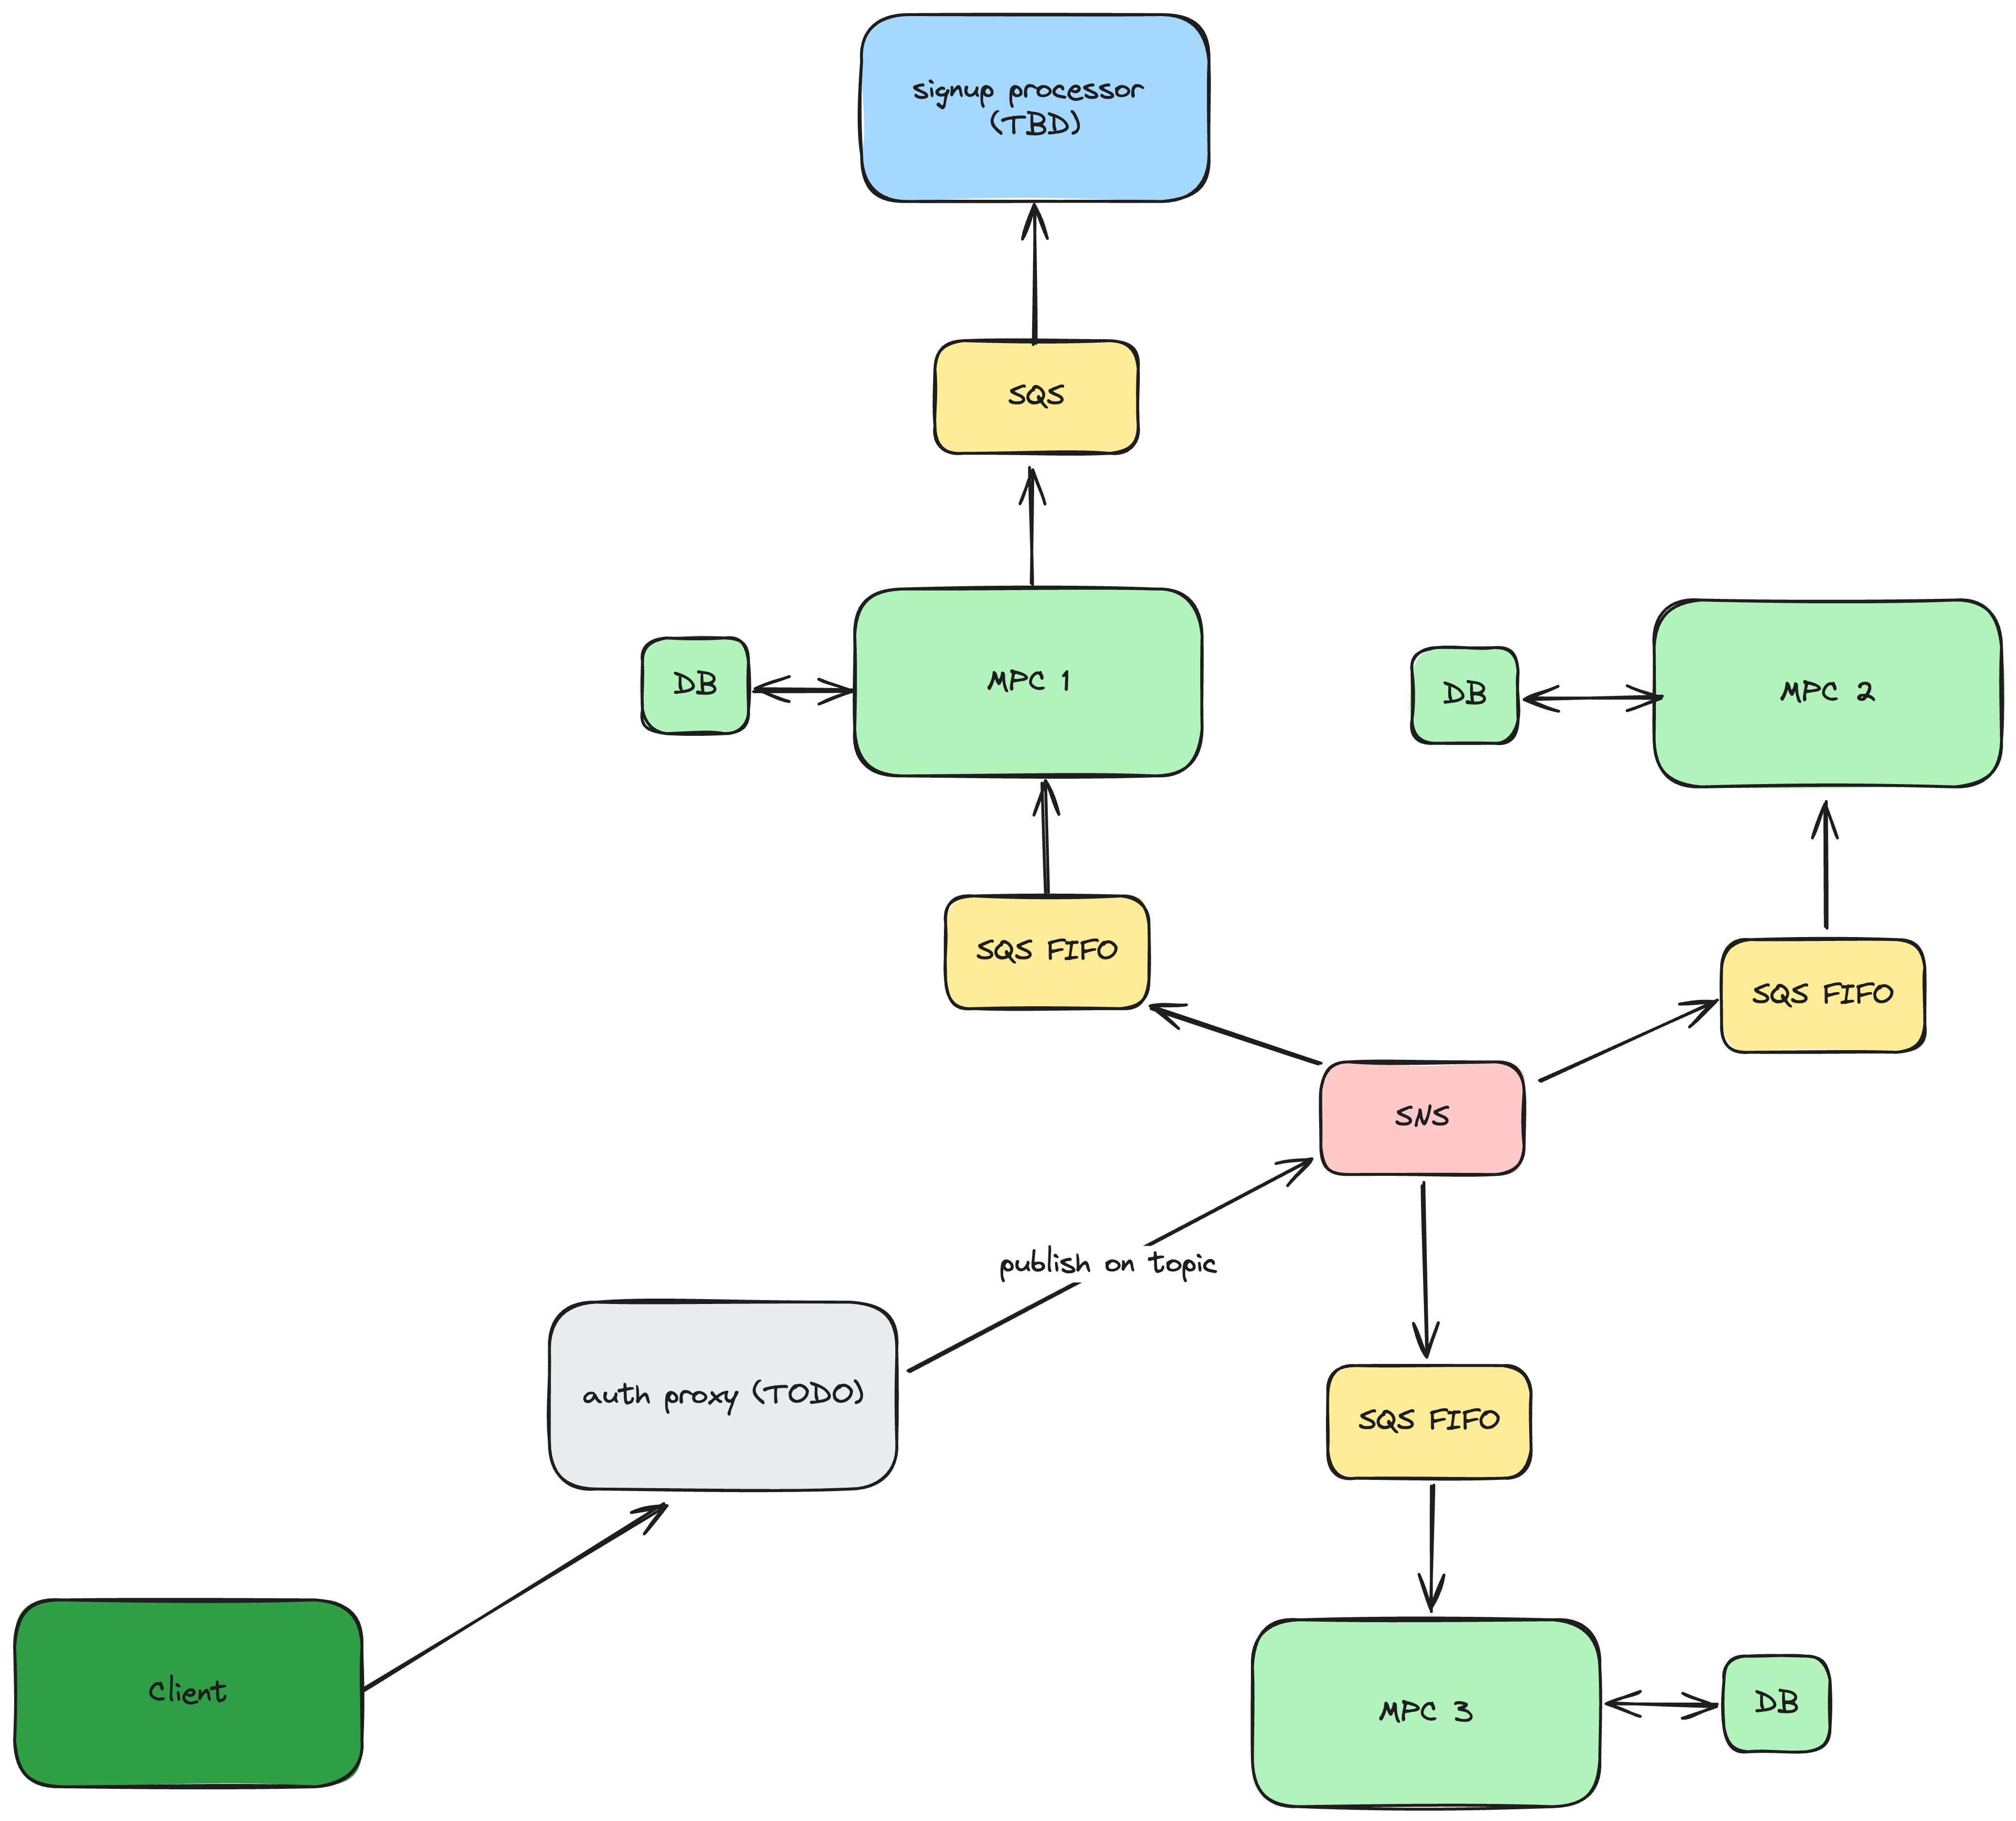 signup processor
(TBD)
SQS
DB
MPC 1
DB
MPC 2
SQS FIFO
SQS FIFO
SNS
publish on topic
auth proxy (TODO)
SQS FIFO
Client
MPC 3
DB